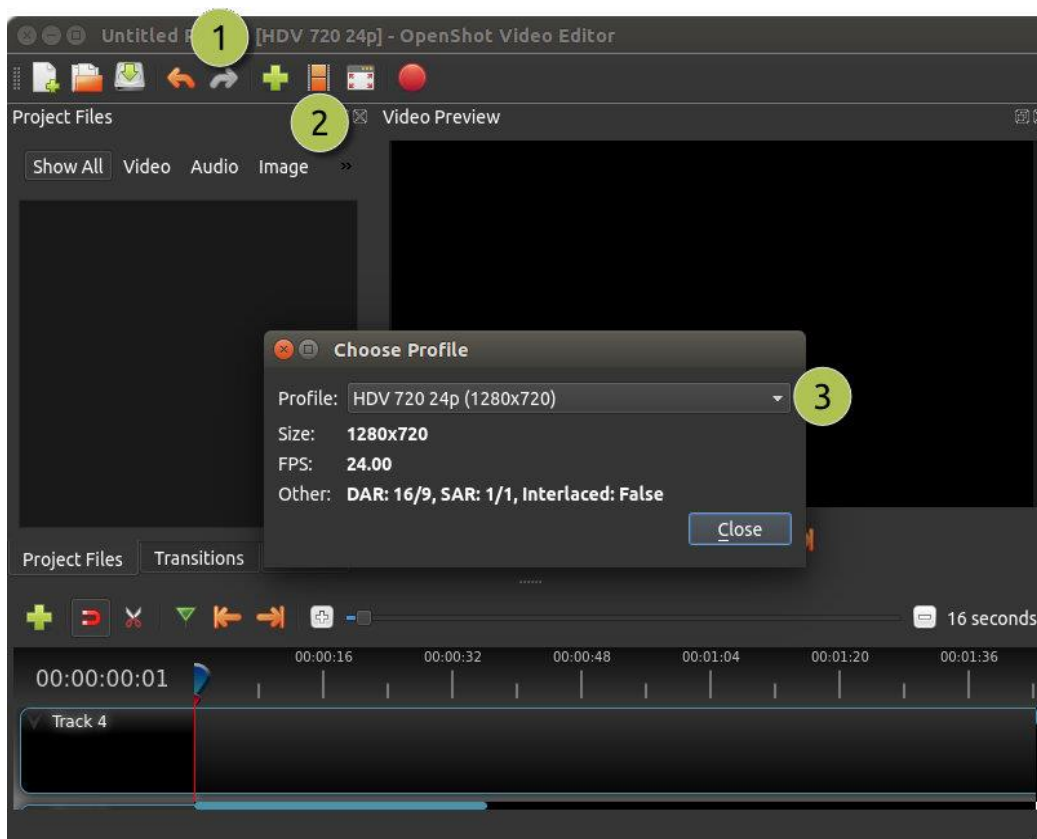 Untitled P 1 [HDV 720 24p] - OpenShot Video Editor
Project Files 2 Video Preview
Show All Video Audio Image »
Choose Profile
Profile: HDV 720 24p (1280x720) 3
Size: 1280x720
FPS: 24.00
Other: DAR: 16/9, SAR: 1/1, Interlaced: False
Close
Project Files Transitions
16 seconds
00:00:16 00:00:32 00:00:48 00:01:04 00:01:20 00:01:36
00:00:00:01
Track 4